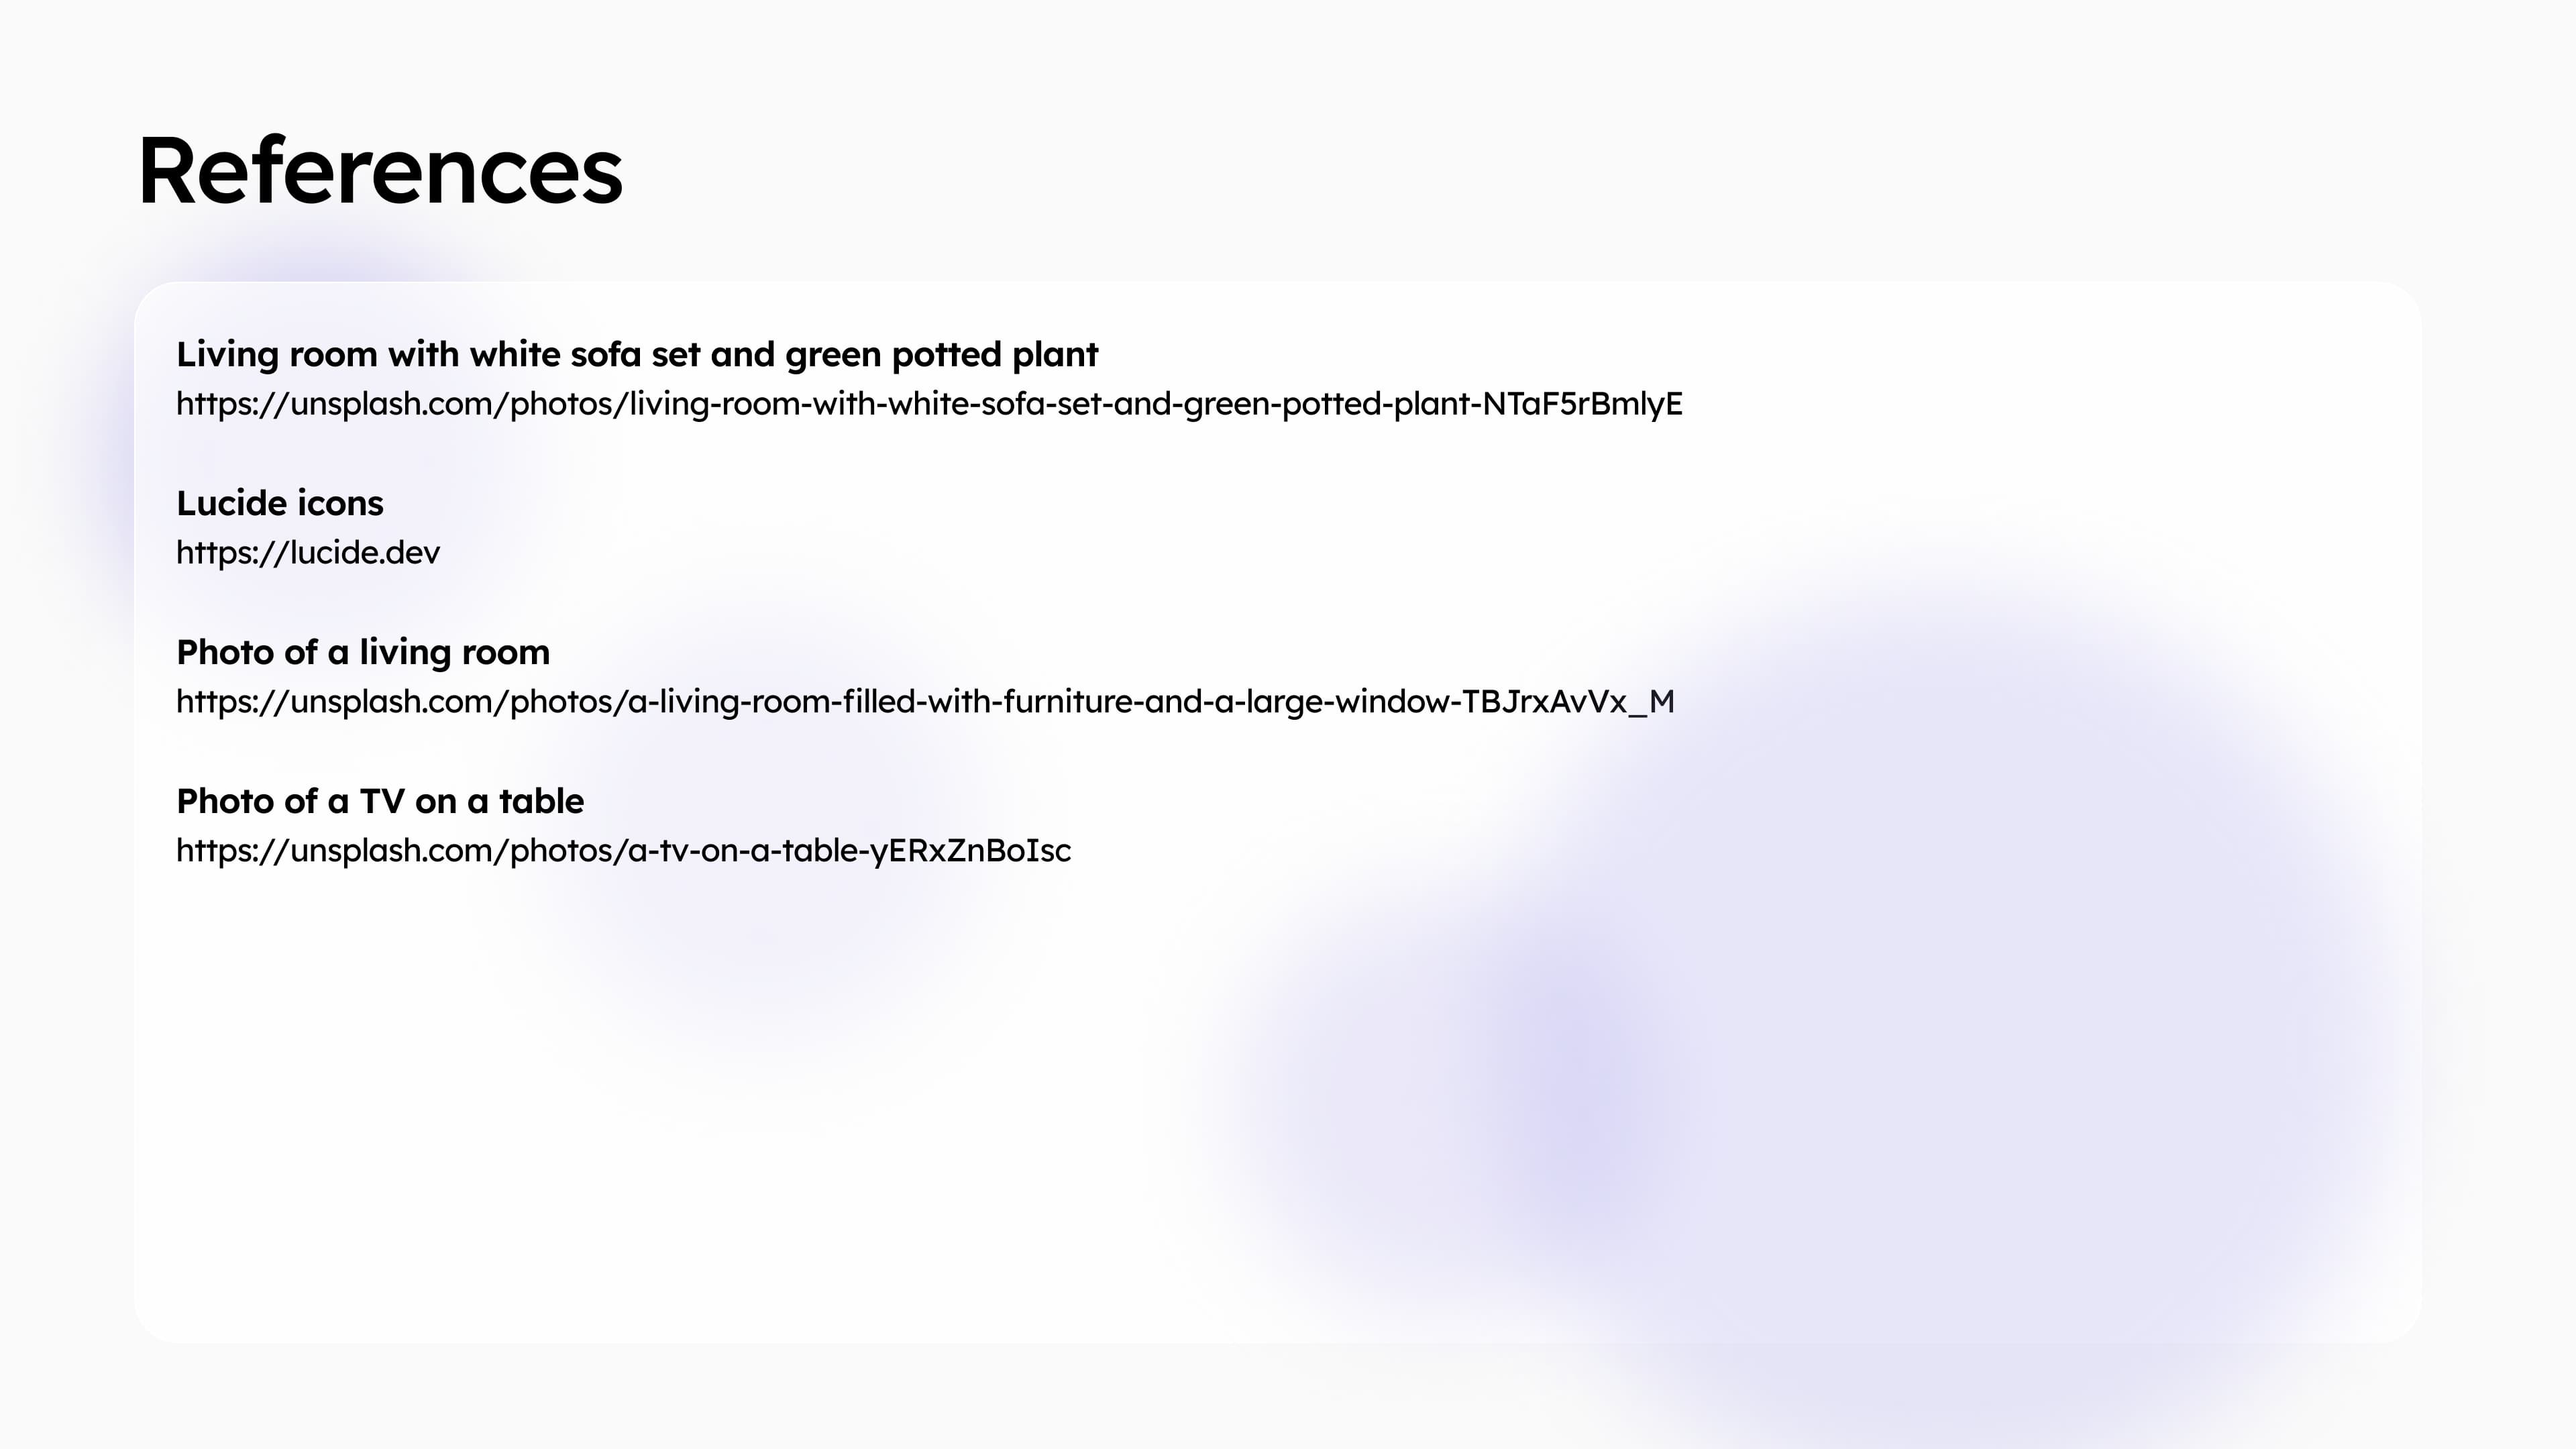 References
Living room with white sofa set and green potted plant
https://unsplash.com/photos/living-room-with-white-sofa-set-and-green-potted-plant-NTaF5rBmlyE
Lucide icons
https://lucide.dev
Photo of a living room
https://unsplash.com/photos/a-living-room-filled-with-furniture-and-a-large-window-TBJrxAvVx_M
Photo of a TV on a table
https://unsplash.com/photos/a-tv-on-a-table-yERxZnBoIsc